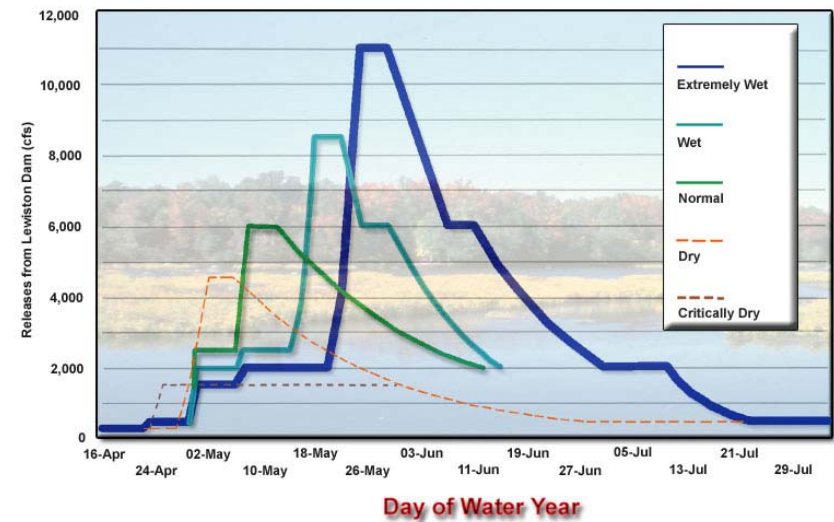 12,000
10,000
8,000
6,000
4,000
2,000
0
Releases from Lewiston Dam (cfs)
Extremely Wet
Wet
Normal
Dry
Critically Dry
16-Apr 02-May 18-May 03-Jun 19-Jun 05-Jul 21-Jul
24-Apr 10-May 26-May 11-Jun 27-Jun 13-Jul 29-Jul
Day of Water Year